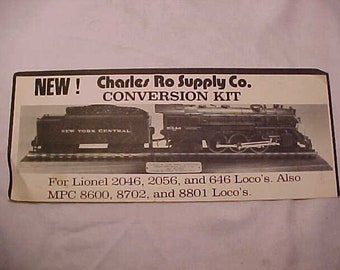 NEW! Charles Ro Supply Co.
CONVERSION KIT
NEW YORK CENTRAL
For Lionel 2046, 2056, and 646 Loco's. Also
MPC 8600, 8702, and 8801 Loco's.